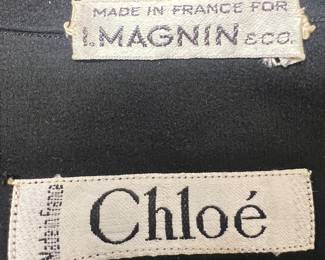 MADE IN FRANCE FOR
I. MAGNIN & CO.
Made in France
Chloé